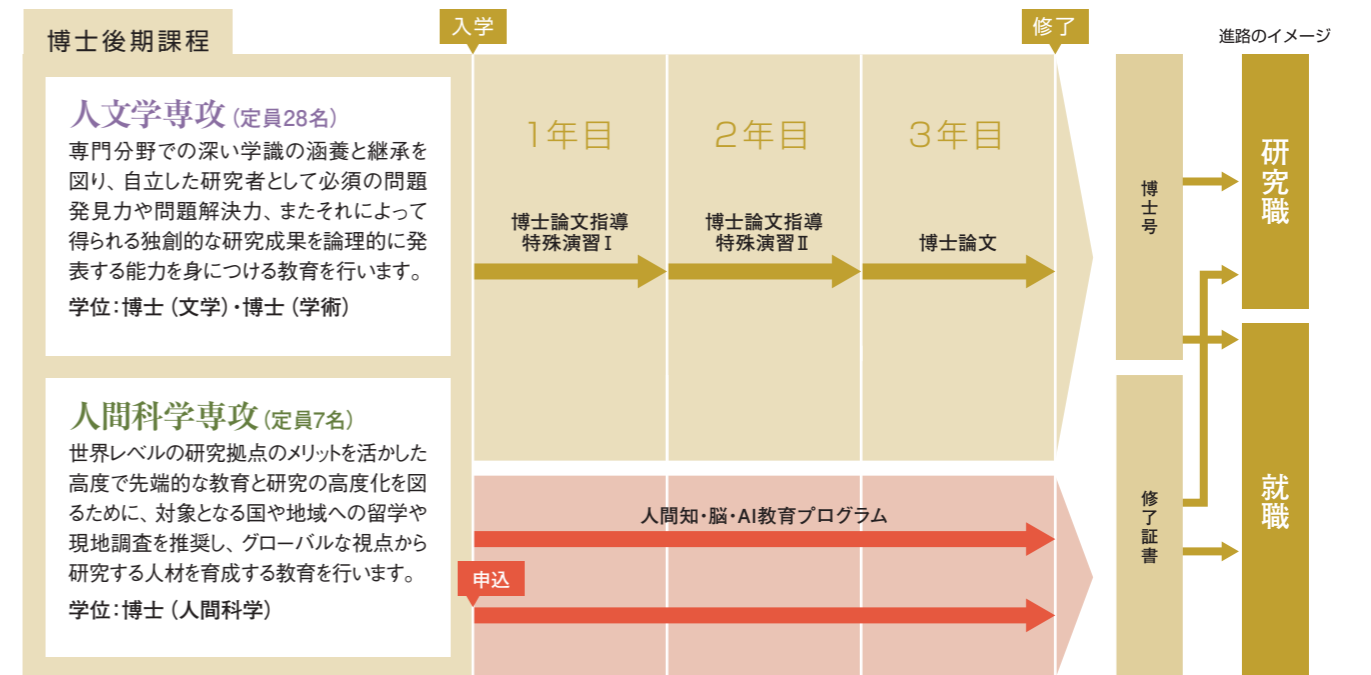 博士後期課程
人文学専攻(定員28名)
専門分野での深い学識の涵養と継承を
図り、自立した研究者として必須の問題
発見力や問題解決力、またそれによって
得られる独創的な研究成果を論理的に発
表する能力を身につける教育を行います。
学位:博士(文学)・博士(学術)
人間科学専攻(定員7名)
世界レベルの研究拠点のメリットを活かした
高度で先端的な教育と研究の高度化を図
るために、対象となる国や地域への留学や
現地調査を推奨し、グローバルな視点から
研究する人材を育成する教育を行います。
学位:博士(人間科学)
入学
修了
1年目
2年目
3年目
博士論文指導
特殊演習Ⅰ
博士論文指導
特殊演習Ⅱ
博士論文
人間知・脳・AI教育プログラム
申込
進路のイメージ
博士号
修了証書
研究職
就職